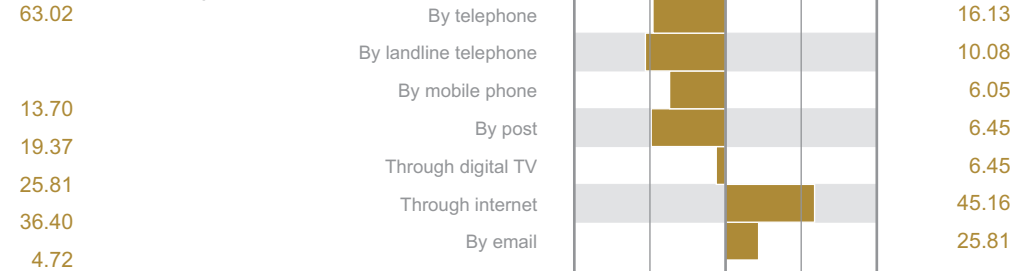 63.02
By telephone 16.13
By landline telephone 10.08
By mobile phone 6.05
13.70
By post 6.45
19.37
Through digital TV 6.45
25.81
Through internet 45.16
36.40
By email 25.81
4.72